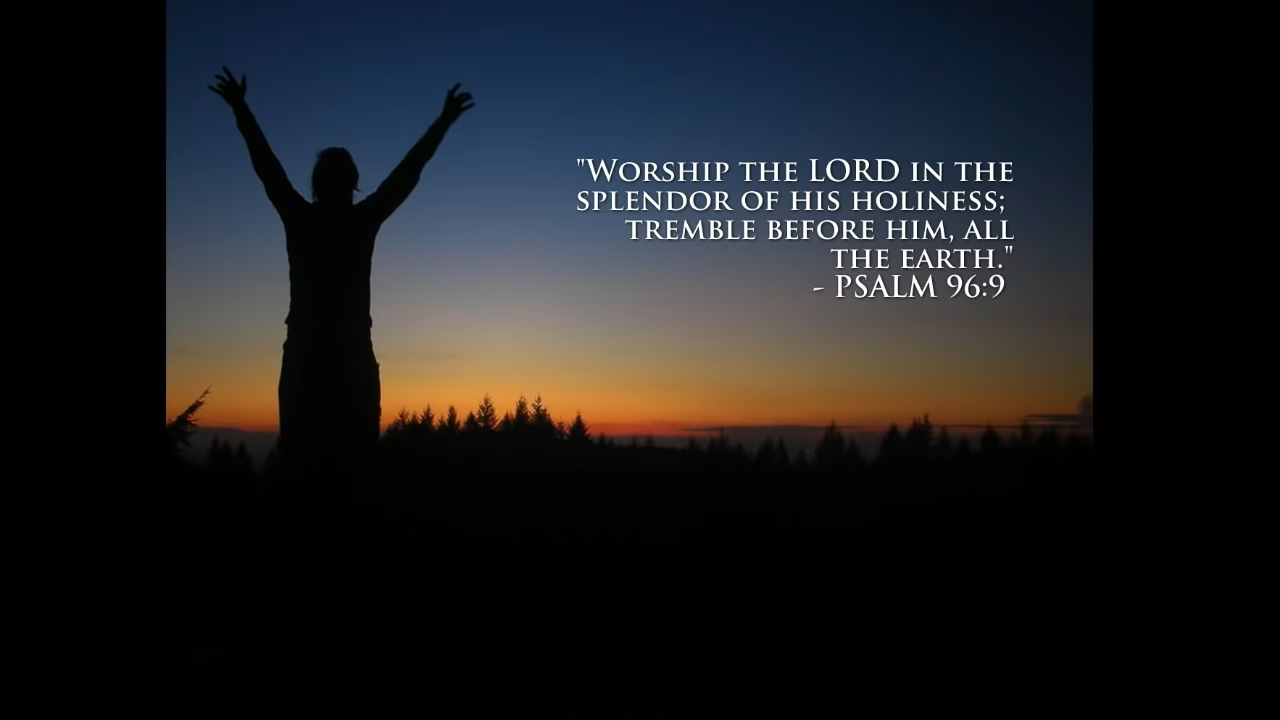 "Worship the LORD in the
splendor of his holiness;
tremble before him, all
the earth."
- PSALM 96:9